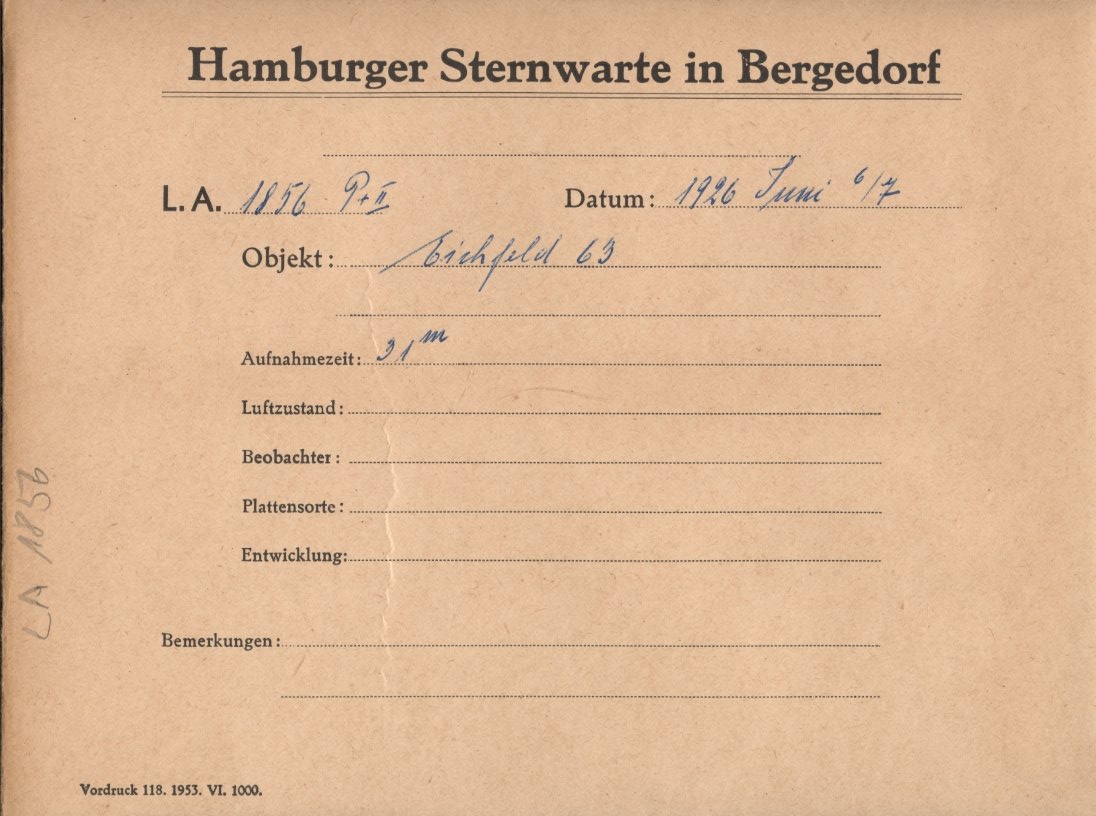 Hamburger Sternwarte in Bergedorf
L. A. 1856 P+II Datum: 1926 Juni 6/7
Objekt: Eichfeld 63
Aufnahmezeit: 31m
Luftzustand:
Beobachter:
Plattensorte:
Entwicklung:
Bemerkungen:
Vordruck 118. 1953. VI. 1000.
LA 1856